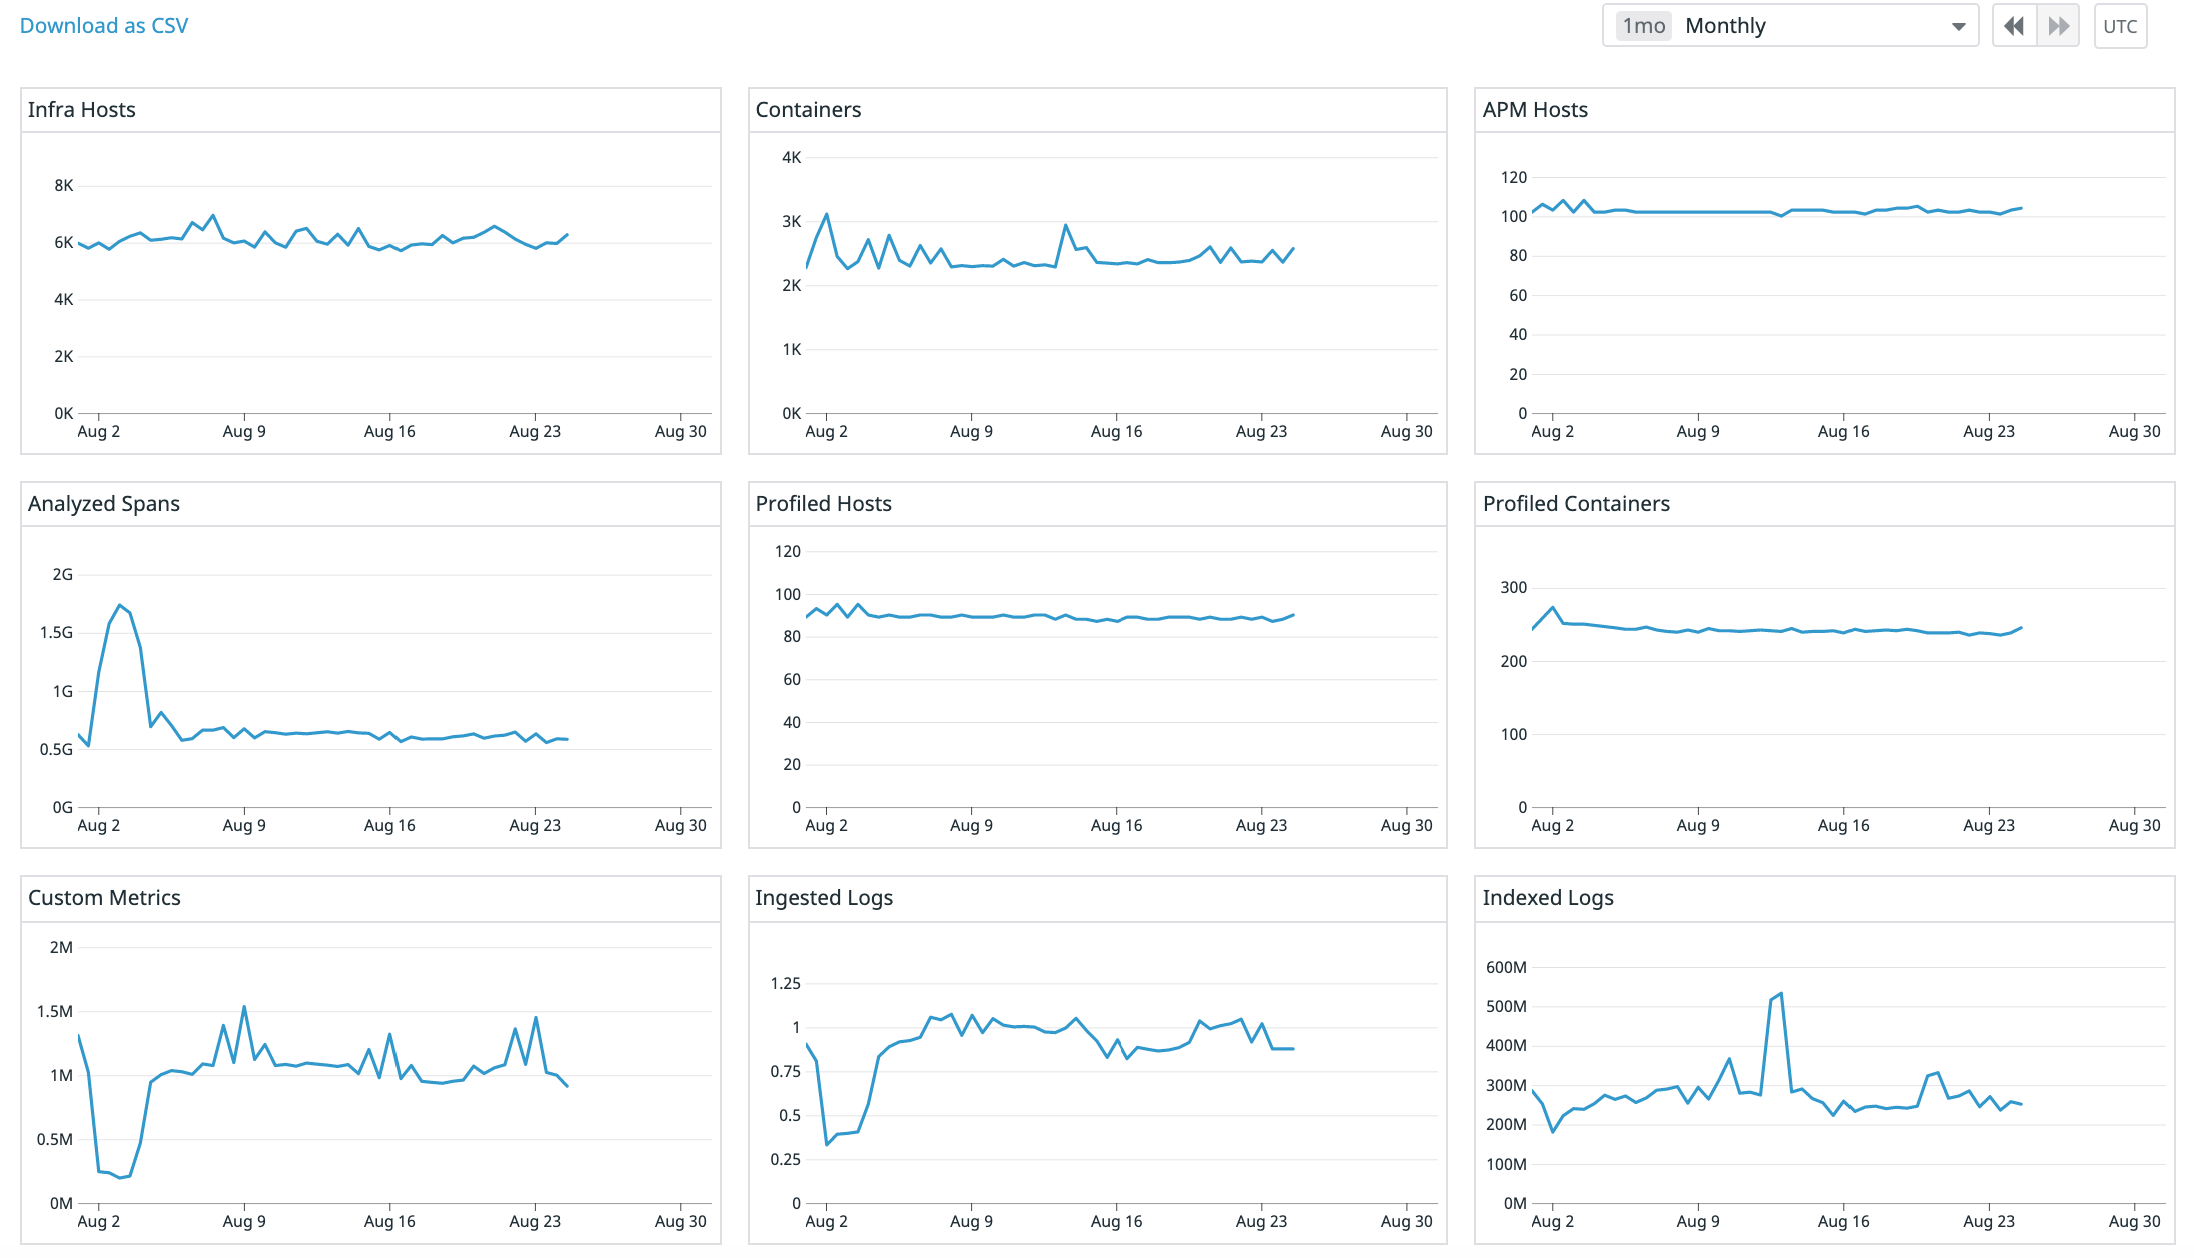 Download as CSV
1mo Monthly
UTC
Infra Hosts
8K
6K
4K
2K
0K
Aug 2 Aug 9 Aug 16 Aug 23 Aug 30
Containers
4K
3K
2K
1K
0K
Aug 2 Aug 9 Aug 16 Aug 23 Aug 30
APM Hosts
120
100
80
60
40
20
0
Aug 2 Aug 9 Aug 16 Aug 23 Aug 30
Analyzed Spans
2G
1.5G
1G
0.5G
0G
Aug 2 Aug 9 Aug 16 Aug 23 Aug 30
Profiled Hosts
120
100
80
60
40
20
0
Aug 2 Aug 9 Aug 16 Aug 23 Aug 30
Profiled Containers
300
200
100
0
Aug 2 Aug 9 Aug 16 Aug 23 Aug 30
Custom Metrics
2M
1.5M
1M
0.5M
0M
Aug 2 Aug 9 Aug 16 Aug 23 Aug 30
Ingested Logs
1.25
1
0.75
0.5
0.25
0
Aug 2 Aug 9 Aug 16 Aug 23 Aug 30
Indexed Logs
600M
500M
400M
300M
200M
100M
0M
Aug 2 Aug 9 Aug 16 Aug 23 Aug 30